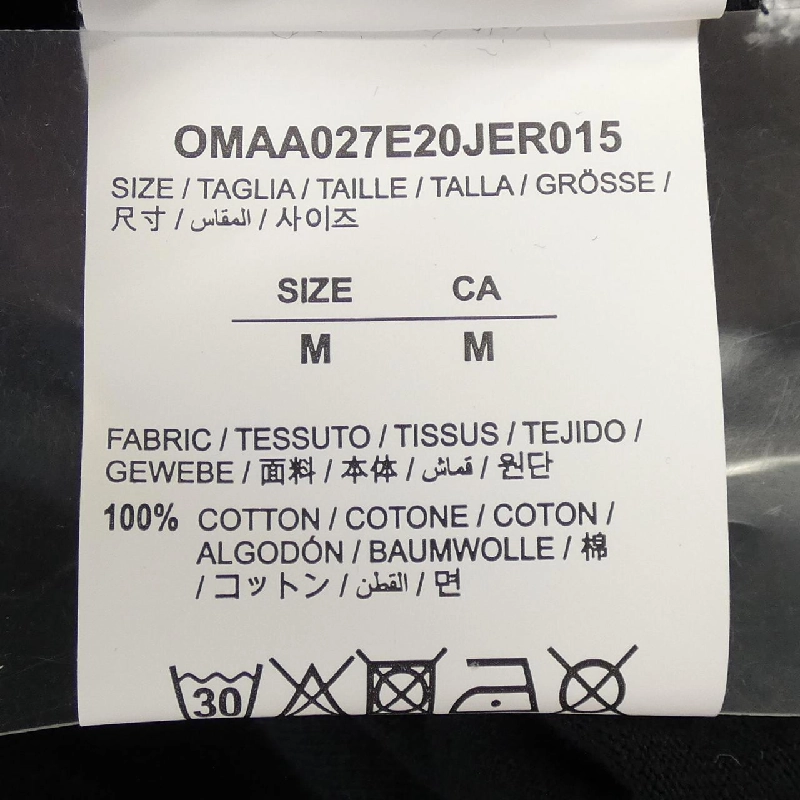 OMAA027E20JER015
SIZE / TAGLIA / TAILLE / TALLA / GRÖSSE /
尺寸 / المقاس / 사이즈
SIZE CA
M M
FABRIC / TESSUTO / TISSUS / TEJIDO /
GEWEBE / 面料 / 本体 / قماش / 원단
100% COTTON / COTONE / COTON /
ALGODÓN / BAUMWOLLE / 棉
/ コットン / القطن / 면
30